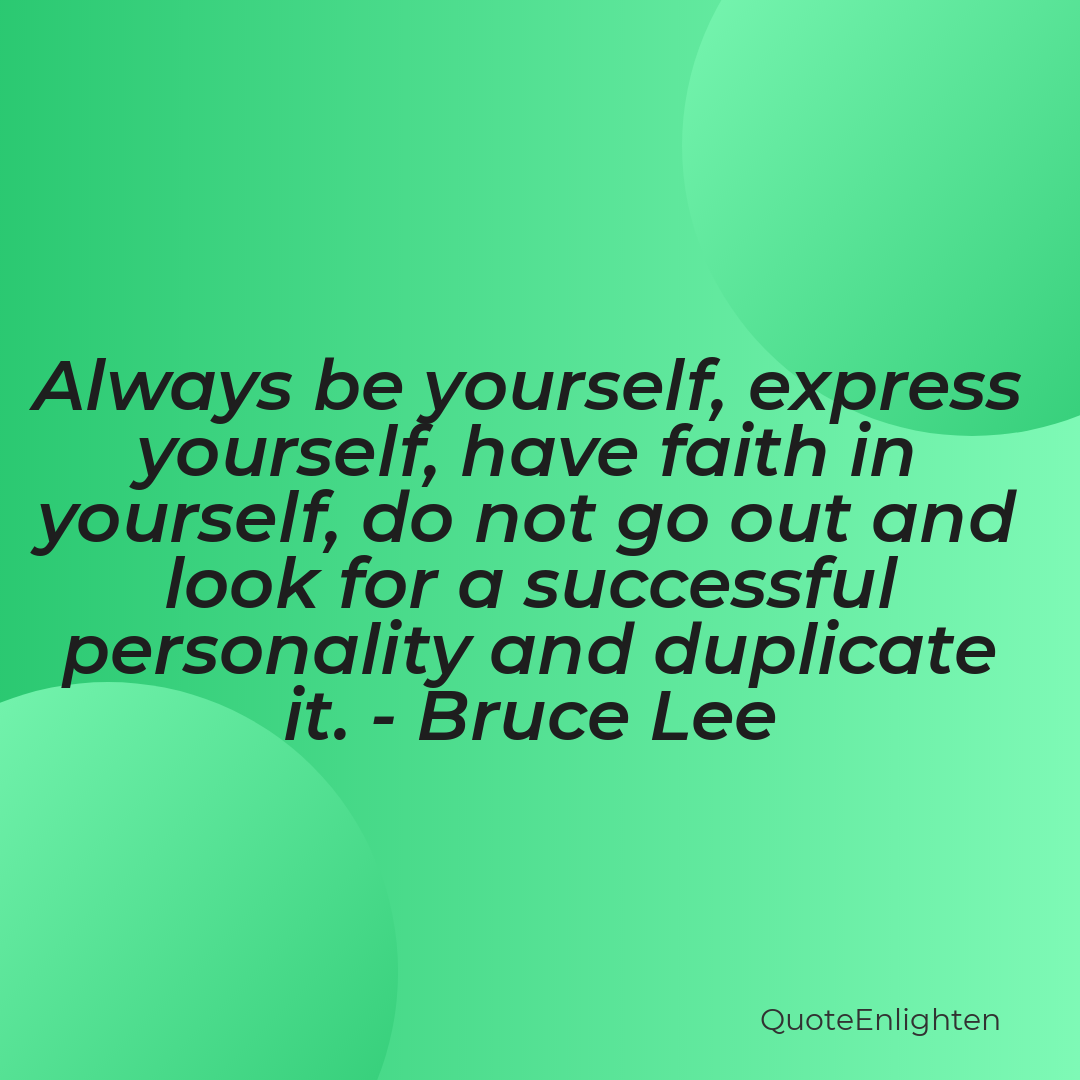 Always be yourself, express
yourself, have faith in
yourself, do not go out and
look for a successful
personality and duplicate
it. - Bruce Lee
QuoteEnlighten